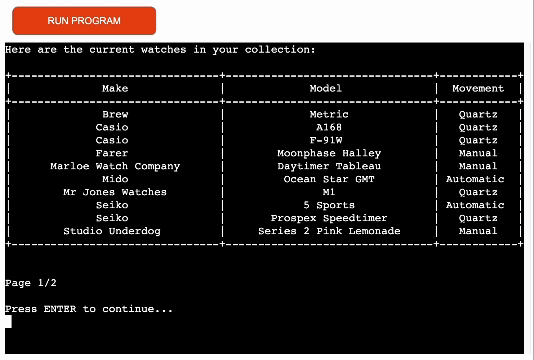 RUN PROGRAM
Here are the current watches in your collection:
Make | Model | Movement
Brew | Metric | Quartz
Casio | A168 | Quartz
Casio | F-91W | Quartz
Farer | Moonphase Halley | Manual
Marloe Watch Company | Daytimer Tableau | Manual
Mido | Ocean Star GMT | Automatic
Mr Jones Watches | M1 | Quartz
Seiko | 5 Sports | Automatic
Seiko | Prospex Speedtimer | Quartz
Studio Underdog | Series 2 Pink Lemonade | Manual
Page 1/2
Press ENTER to continue...